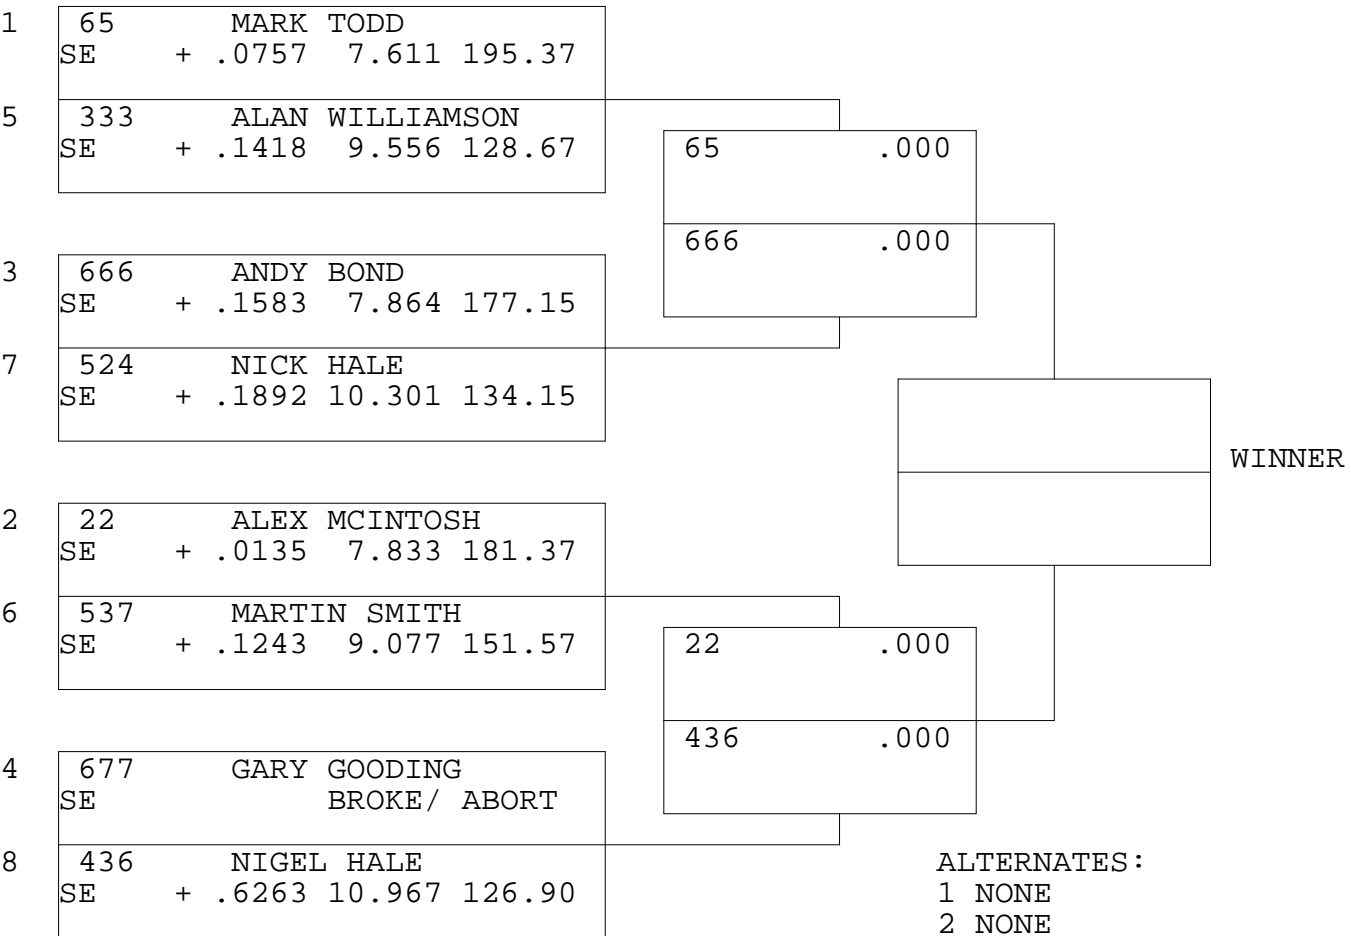 1 65 MARK TODD
SE + .0757 7.611 195.37
5 333 ALAN WILLIAMSON
SE + .1418 9.556 128.67
65 .000
666 .000
3 666 ANDY BOND
SE + .1583 7.864 177.15
7 524 NICK HALE
SE + .1892 10.301 134.15
WINNER
2 22 ALEX MCINTOSH
SE + .0135 7.833 181.37
6 537 MARTIN SMITH
SE + .1243 9.077 151.57
22 .000
436 .000
4 677 GARY GOODING
SE BROKE/ ABORT
8 436 NIGEL HALE
SE + .6263 10.967 126.90
ALTERNATES:
1 NONE
2 NONE